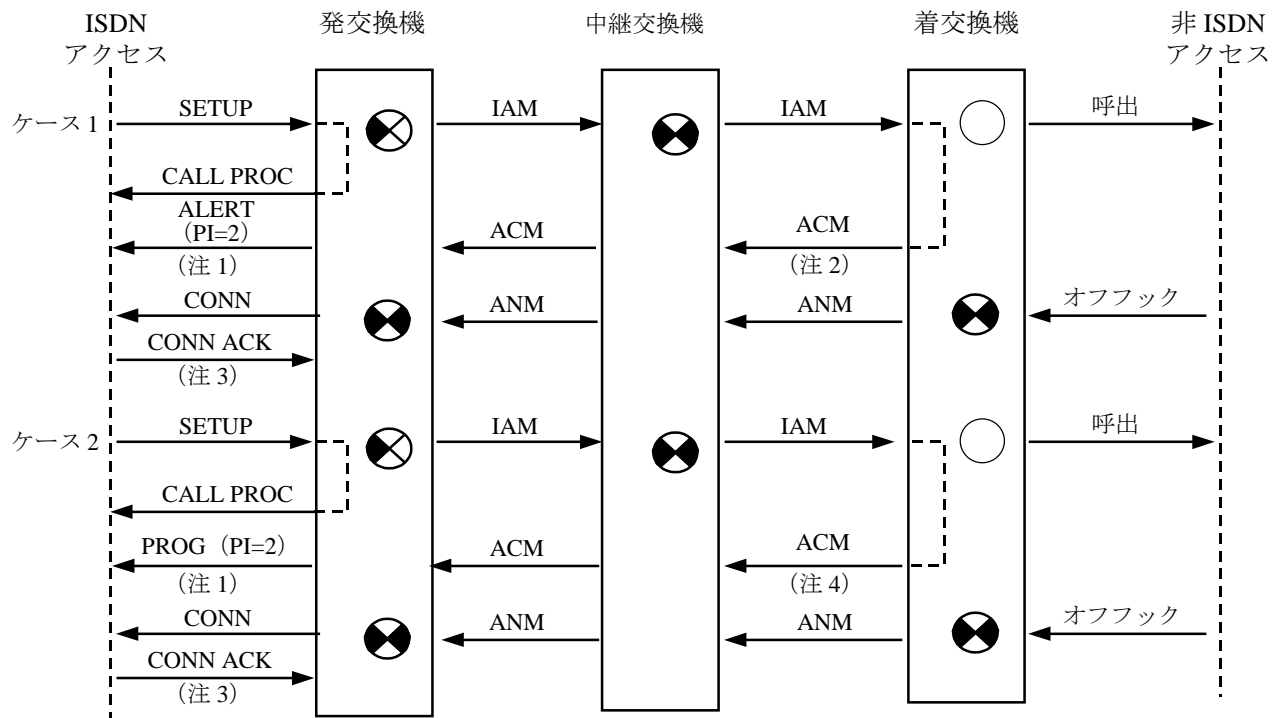 ISDN
アクセス
発交換機
中継交換機
着交換機
非 ISDN
アクセス
ケース 1
SETUP
IAM
IAM
呼出
CALL PROC
ALERT
（PI=2）
（注 1）
ACM
ACM
（注 2）
CONN
ANM
ANM
オフフック
CONN ACK
（注 3）
ケース 2
SETUP
IAM
IAM
呼出
CALL PROC
PROG（PI=2）
（注 1）
ACM
ACM
（注 4）
CONN
ANM
ANM
オフフック
CONN ACK
（注 3）